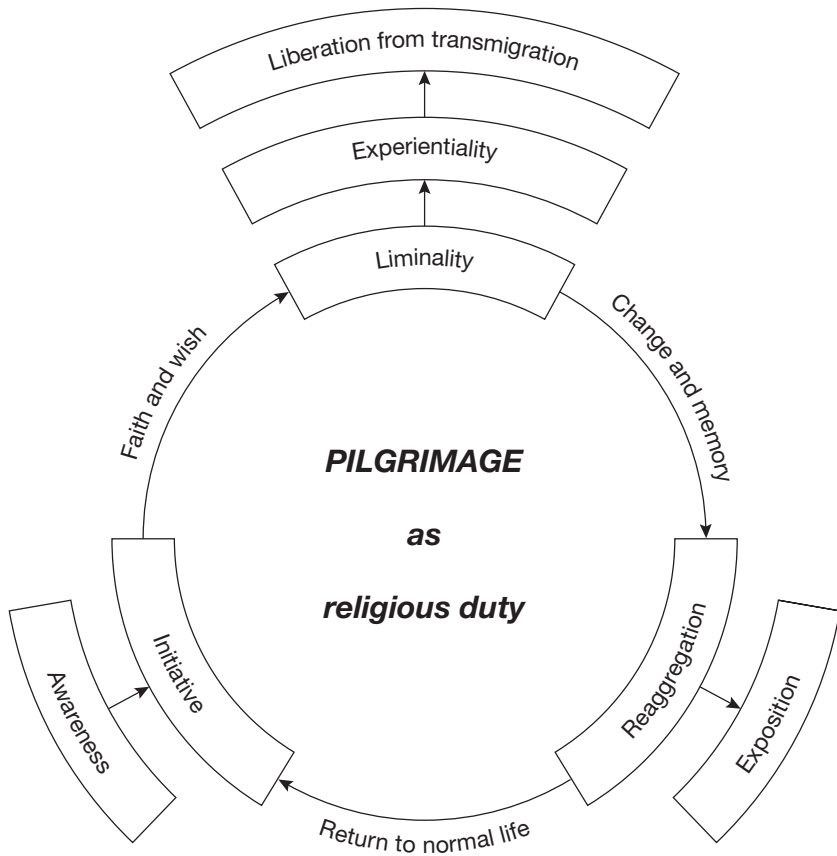 Liberation from transmigration
Experientiality
Liminality
Faith and wish
Change and memory
PILGRIMAGE
as
religious duty
Awareness
Initiative
Reaggregation
Exposition
Return to normal life